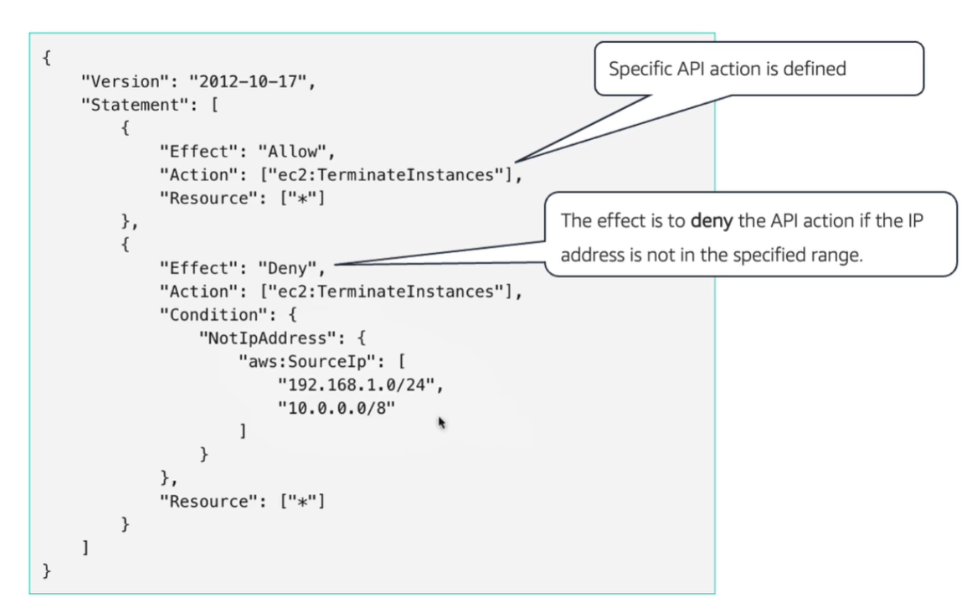 {
    "Version": "2012-10-17",
    "Statement": [
        {
            "Effect": "Allow",
            "Action": ["ec2:TerminateInstances"],
            "Resource": ["*"]
        },
        {
            "Effect": "Deny",
            "Action": ["ec2:TerminateInstances"],
            "Condition": {
                "NotIpAddress": {
                    "aws:SourceIp": [
                        "192.168.1.0/24",
                        "10.0.0.0/8"
                    ]
                }
            },
            "Resource": ["*"]
        }
    ]
}
Specific API action is defined
The effect is to deny the API action if the IP
address is not in the specified range.